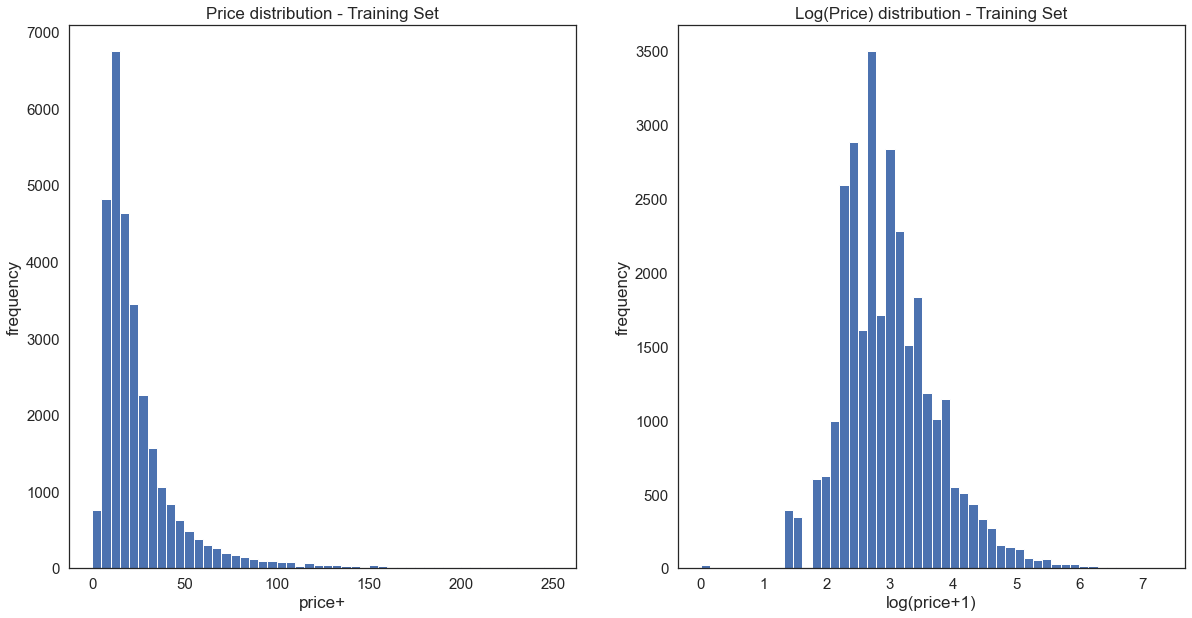 Price distribution - Training Set
7000
6000
5000
4000
3000
2000
1000
0
frequency
0 50 100 150 200 250
price+
Log(Price) distribution - Training Set
3500
3000
2500
2000
1500
1000
500
0
frequency
0 1 2 3 4 5 6 7
log(price+1)